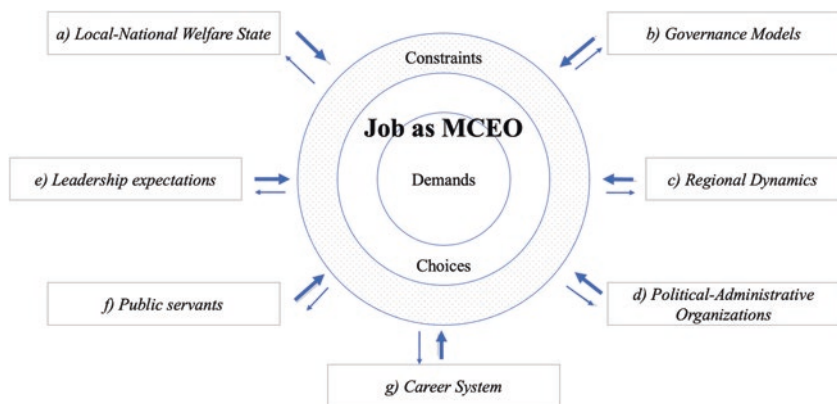 a) Local-National Welfare State
b) Governance Models
Constraints
Job as MCEO
e) Leadership expectations
Demands
c) Regional Dynamics
Choices
f) Public servants
d) Political-Administrative
Organizations
g) Career System